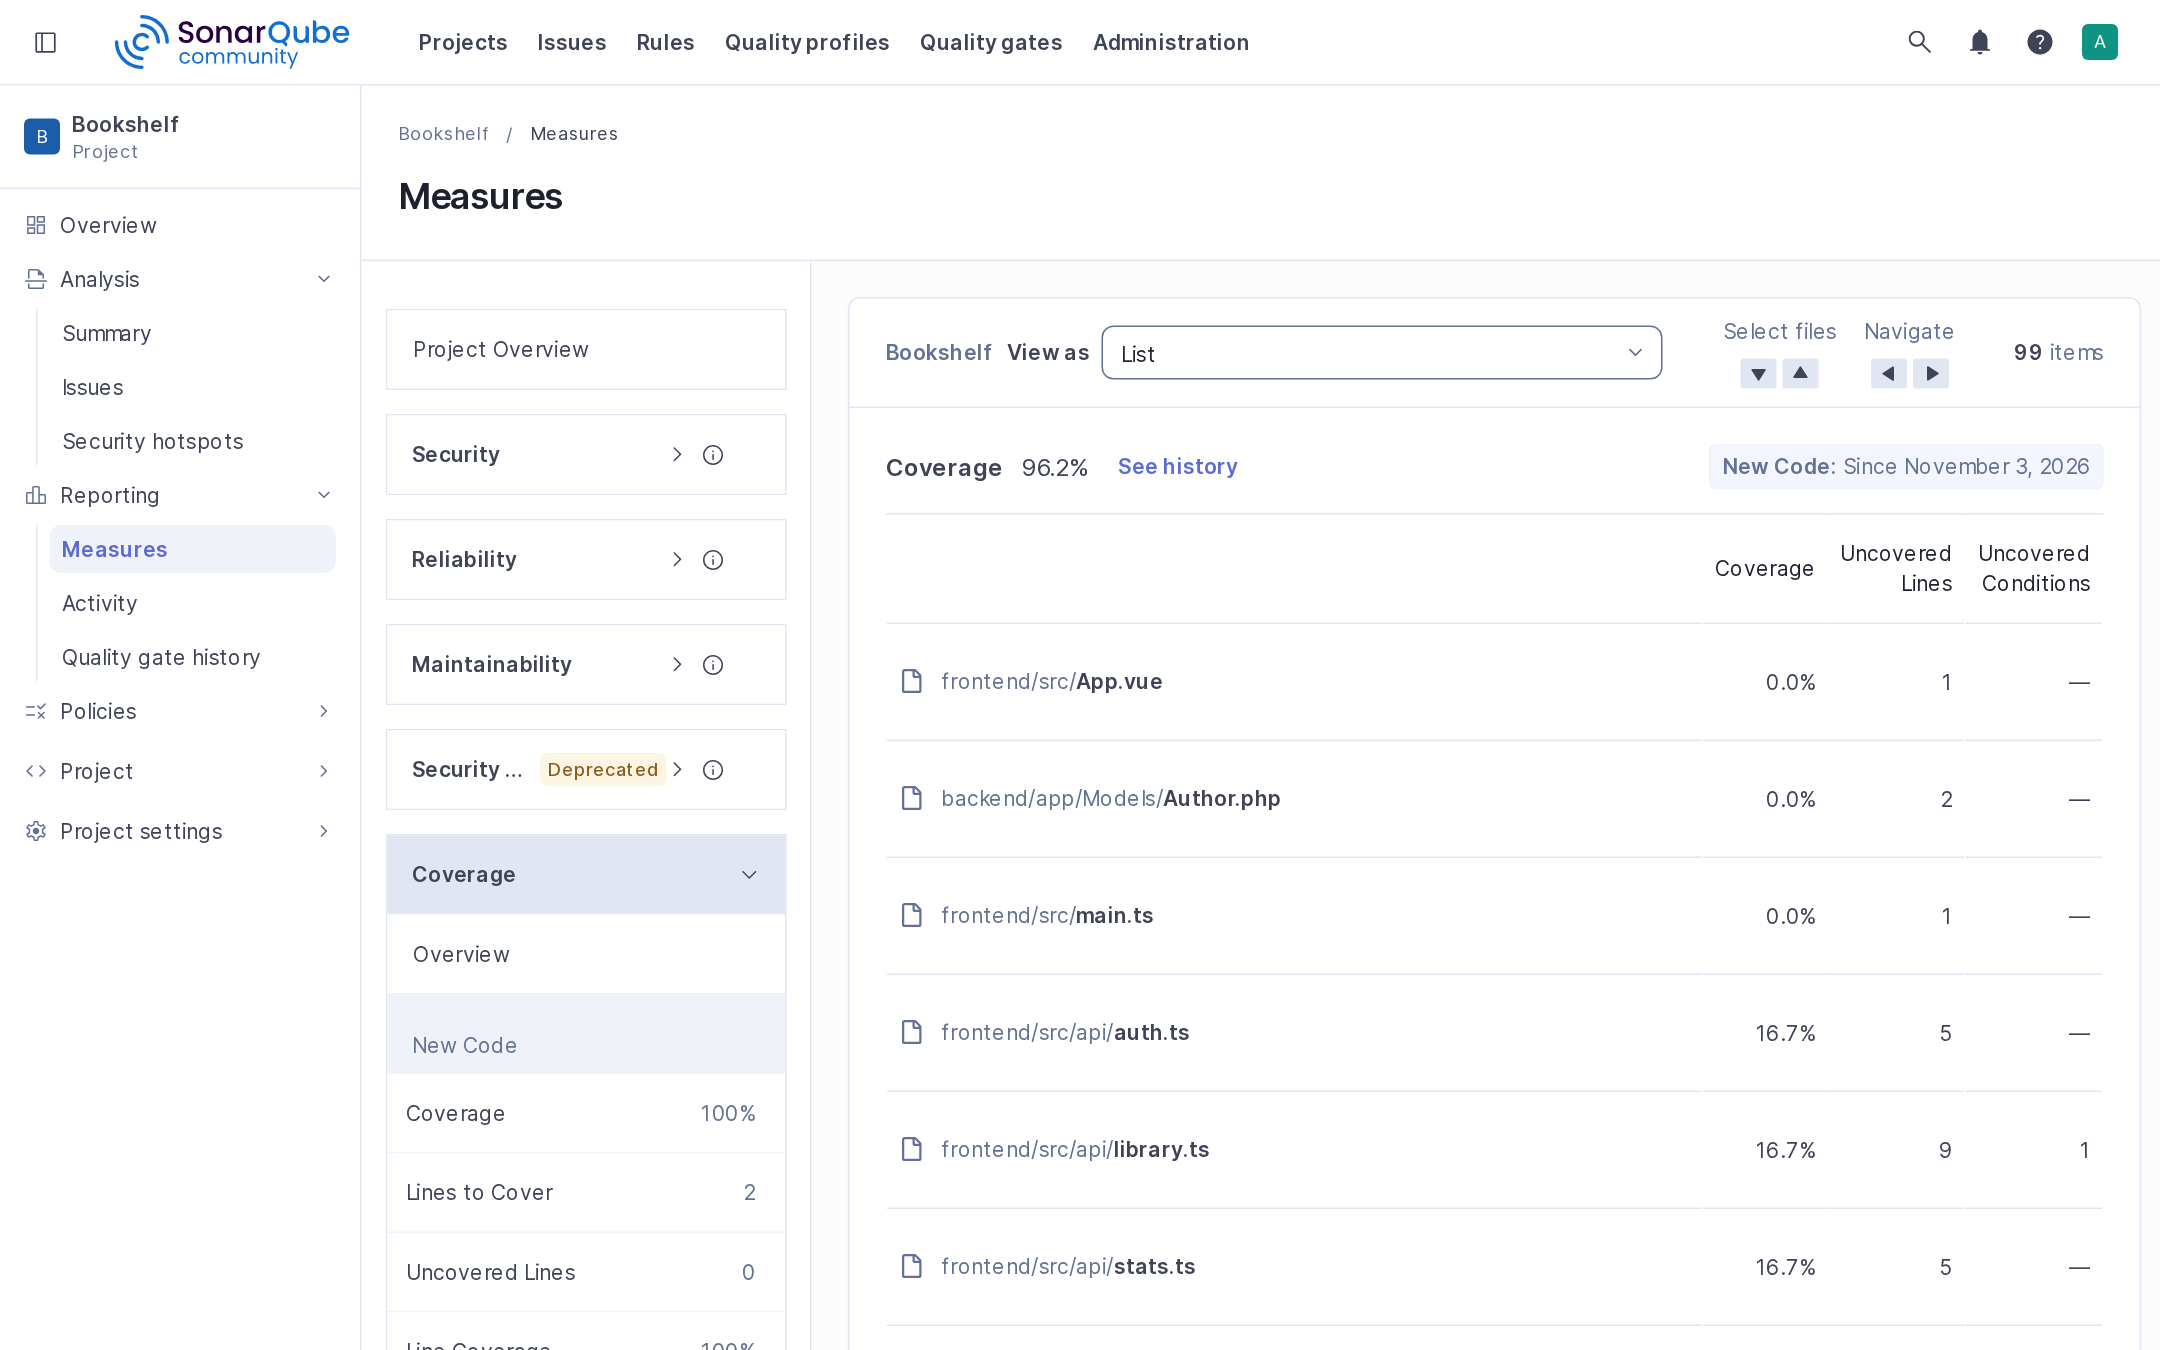 SonarQube community
Projects Issues Rules Quality profiles Quality gates Administration
A
B
Bookshelf
Project
Overview
Analysis
Summary
Issues
Security hotspots
Reporting
Measures
Activity
Quality gate history
Policies
Project
Project settings
Bookshelf / Measures
Measures
Project Overview
Security
Reliability
Maintainability
Security ... Deprecated
Coverage
Overview
New Code
Coverage 100%
Lines to Cover 2
Uncovered Lines 0
Line Coverage 100%
Bookshelf View as List
Select files Navigate
99 items
Coverage 96.2% See history
New Code: Since November 3, 2026
Coverage Uncovered Lines Uncovered Conditions
frontend/src/App.vue 0.0% 1 —
backend/app/Models/Author.php 0.0% 2 —
frontend/src/main.ts 0.0% 1 —
frontend/src/api/auth.ts 16.7% 5 —
frontend/src/api/library.ts 16.7% 9 1
frontend/src/api/stats.ts 16.7% 5 —